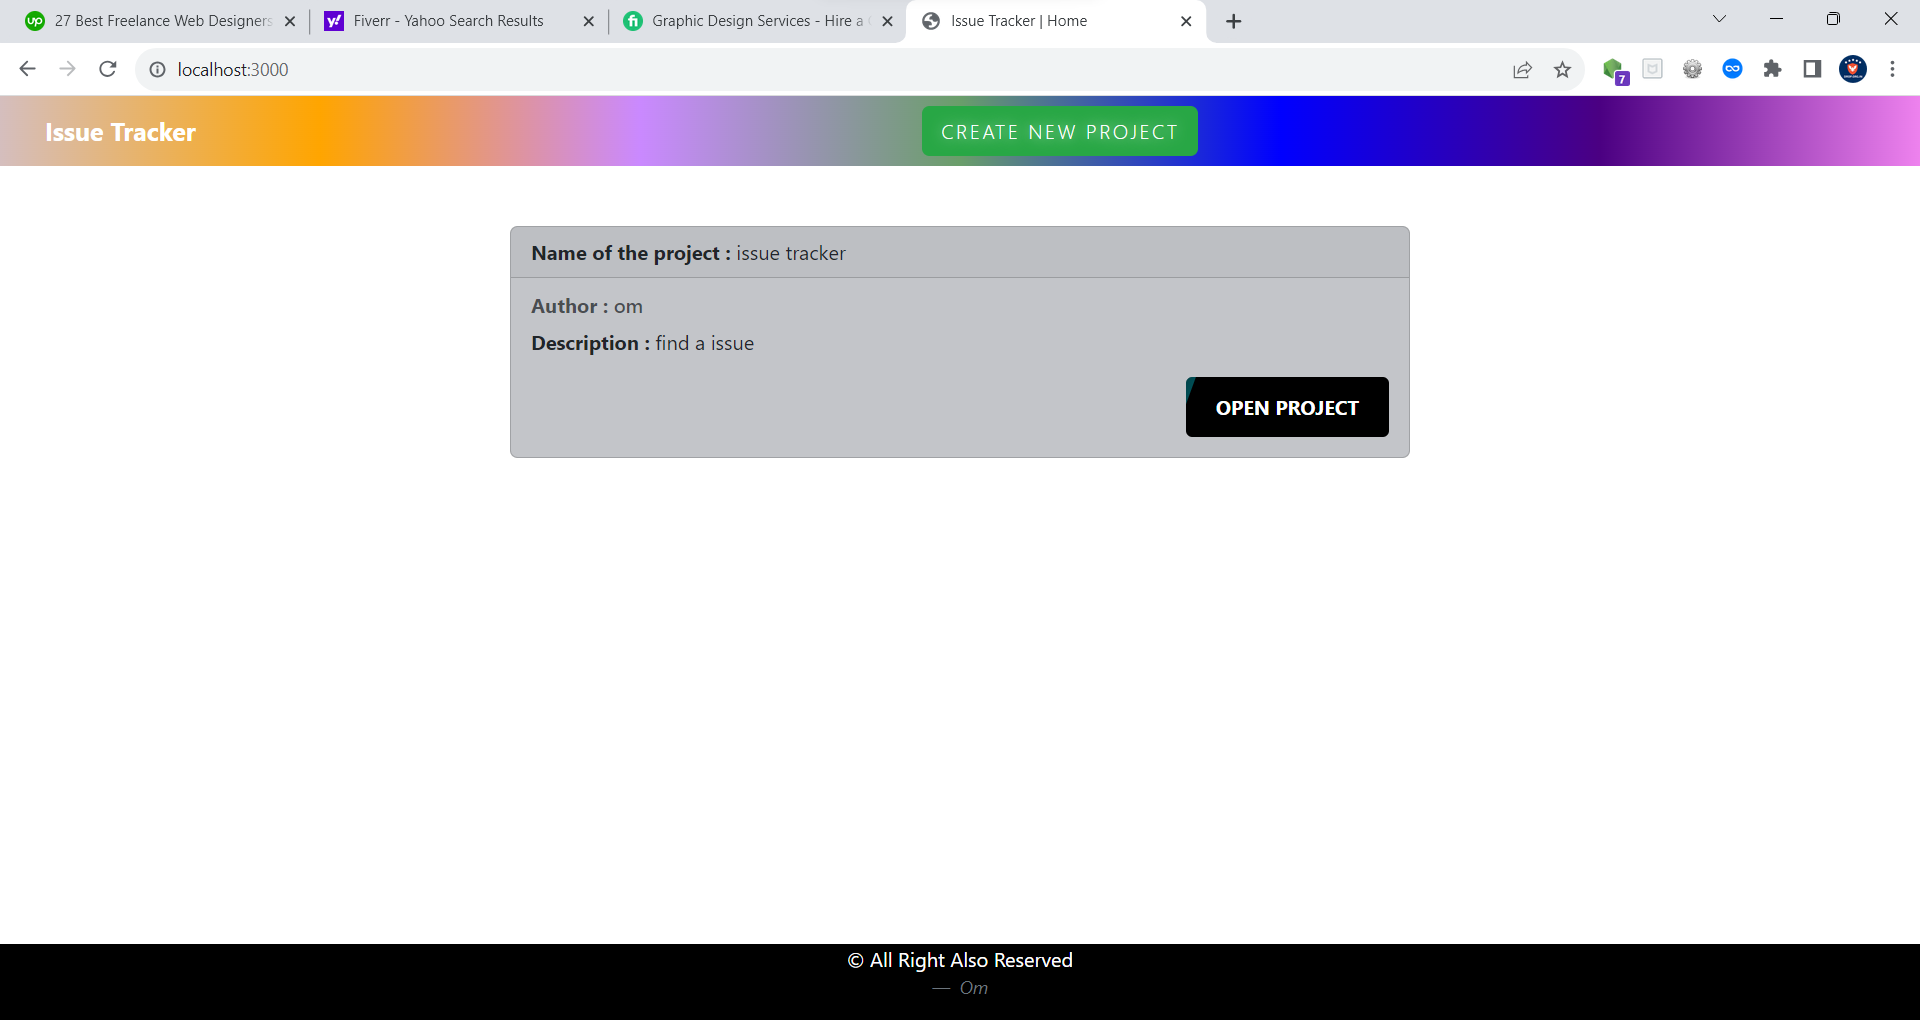 27 Best Freelance Web Designers
Fiverr - Yahoo Search Results
Graphic Design Services - Hire a
Issue Tracker | Home
localhost:3000
7
Issue Tracker
CREATE NEW PROJECT
Name of the project : issue tracker
Author : om
Description : find a issue
OPEN PROJECT
© All Right Also Reserved
— Om